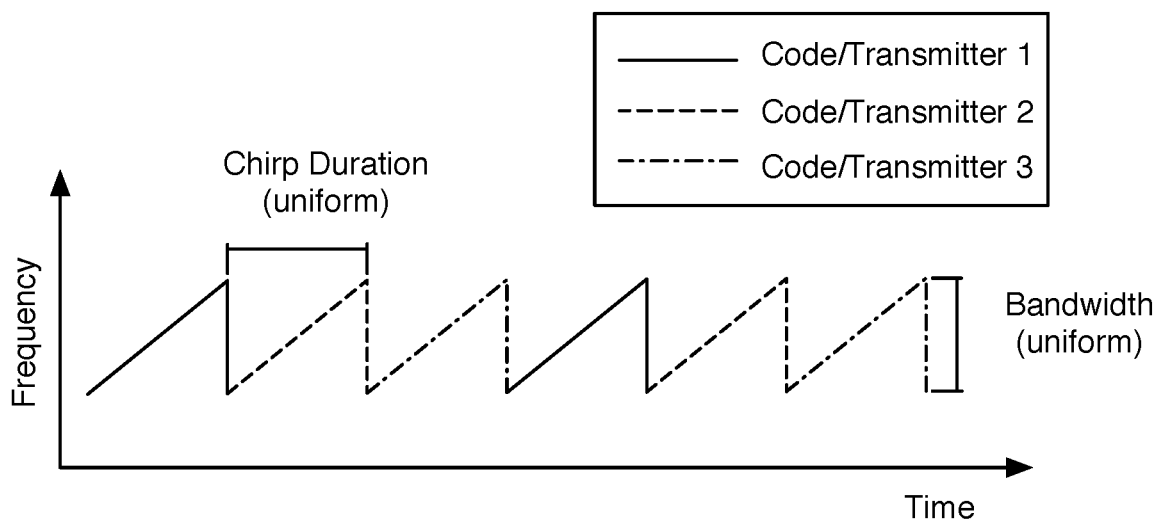 Code/Transmitter 1
Code/Transmitter 2
Code/Transmitter 3
Chirp Duration
(uniform)
Frequency
Bandwidth
(uniform)
Time